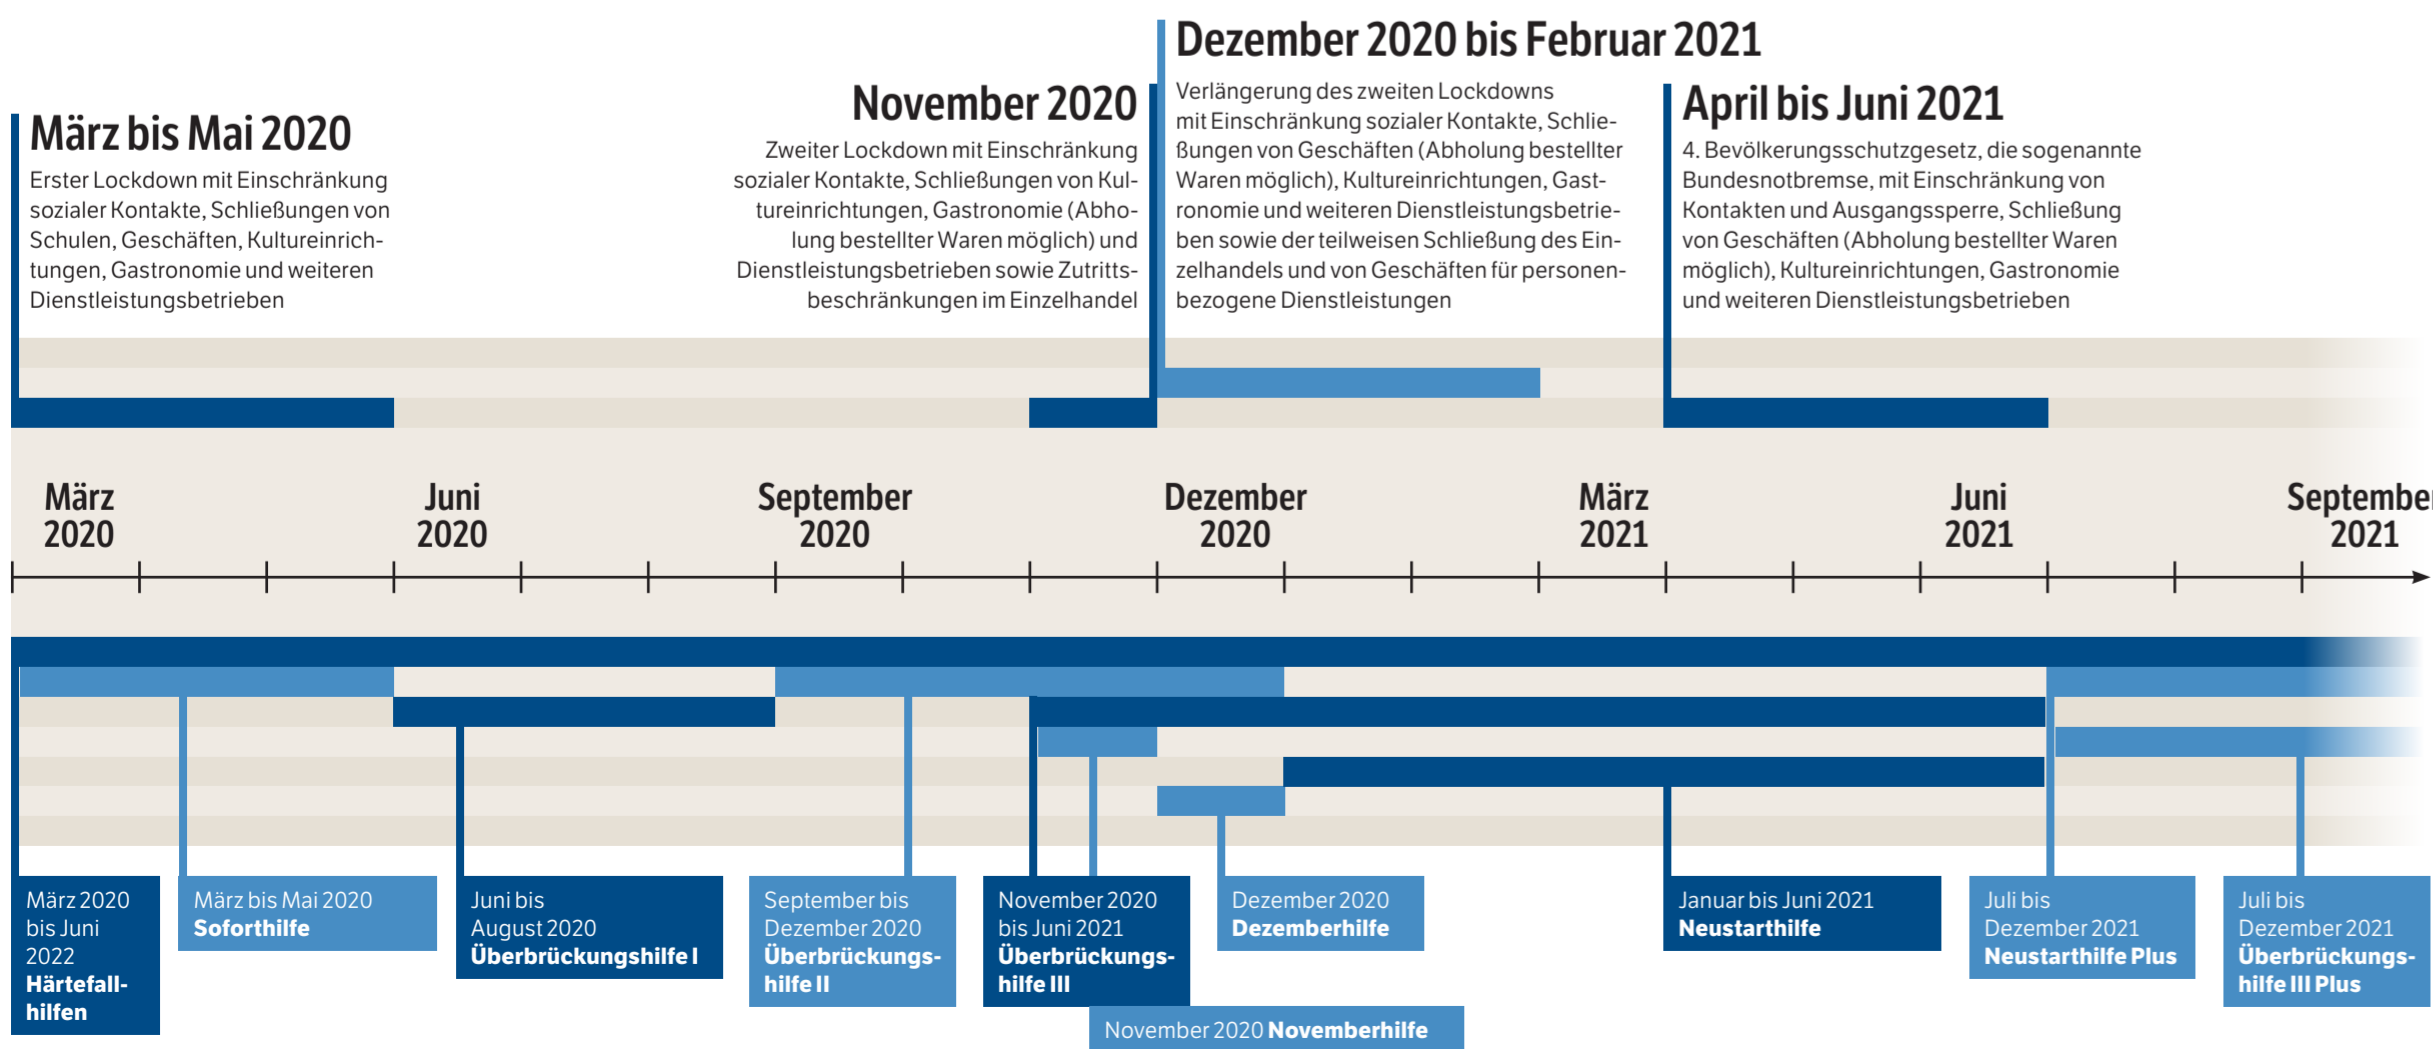 März bis Mai 2020
Erster Lockdown mit Einschränkung
sozialer Kontakte, Schließungen von
Schulen, Geschäften, Kultureinrich-
tungen, Gastronomie und weiteren
Dienstleistungsbetrieben
November 2020
Zweiter Lockdown mit Einschränkung
sozialer Kontakte, Schließungen von Kul-
tureinrichtungen, Gastronomie (Abho-
lung bestellter Waren möglich) und
Dienstleistungsbetrieben sowie Zutritts-
beschränkungen im Einzelhandel
Dezember 2020 bis Februar 2021
Verlängerung des zweiten Lockdowns
mit Einschränkung sozialer Kontakte, Schlie-
ßungen von Geschäften (Abholung bestellter
Waren möglich), Kultureinrichtungen, Gast-
ronomie und weiteren Dienstleistungsbetrie-
ben sowie der teilweisen Schließung des Ein-
zelhandels und von Geschäften für personen-
bezogene Dienstleistungen
April bis Juni 2021
4. Bevölkerungsschutzgesetz, die sogenannte
Bundesnotbremse, mit Einschränkung von
Kontakten und Ausgangssperre, Schließung
von Geschäften (Abholung bestellter Waren
möglich), Kultureinrichtungen, Gastronomie
und weiteren Dienstleistungsbetrieben
März
2020
Juni
2020
September
2020
Dezember
2020
März
2021
Juni
2021
September
2021
März 2020
bis Juni
2022
Härtefall-
hilfen
März bis Mai 2020
Soforthilfe
Juni bis
August 2020
Überbrückungshilfe I
September bis
Dezember 2020
Überbrückungs-
hilfe II
November 2020
bis Juni 2021
Überbrückungs-
hilfe III
November 2020 Novemberhilfe
Dezember 2020
Dezemberhilfe
Januar bis Juni 2021
Neustarthilfe
Juli bis
Dezember 2021
Neustarthilfe Plus
Juli bis
Dezember 2021
Überbrückungs-
hilfe III Plus